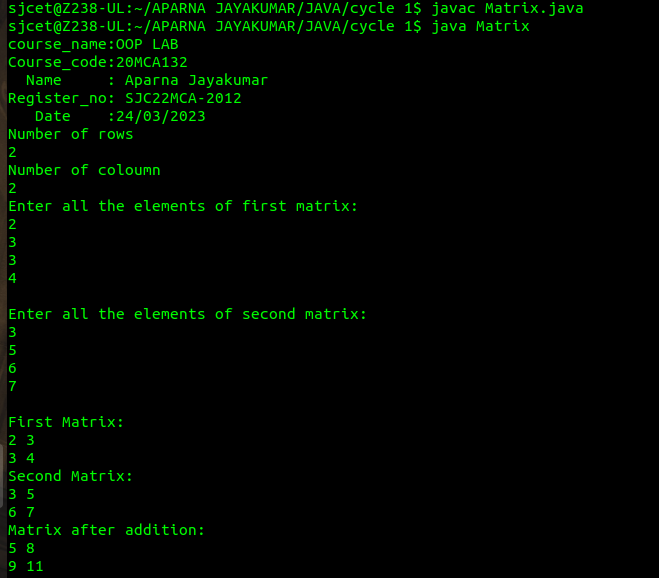 sjcet@Z238-UL:~/APARNA JAYAKUMAR/JAVA/cycle 1$ javac Matrix.java
sjcet@Z238-UL:~/APARNA JAYAKUMAR/JAVA/cycle 1$ java Matrix
course_name:OOP LAB
Course_code:20MCA132
  Name     : Aparna Jayakumar
Register_no: SJC22MCA-2012
   Date    :24/03/2023
Number of rows
2
Number of coloumn
2
Enter all the elements of first matrix:
2
3
3
4

Enter all the elements of second matrix:
3
5
6
7

First Matrix:
2 3
3 4
Second Matrix:
3 5
6 7
Matrix after addition:
5 8
9 11